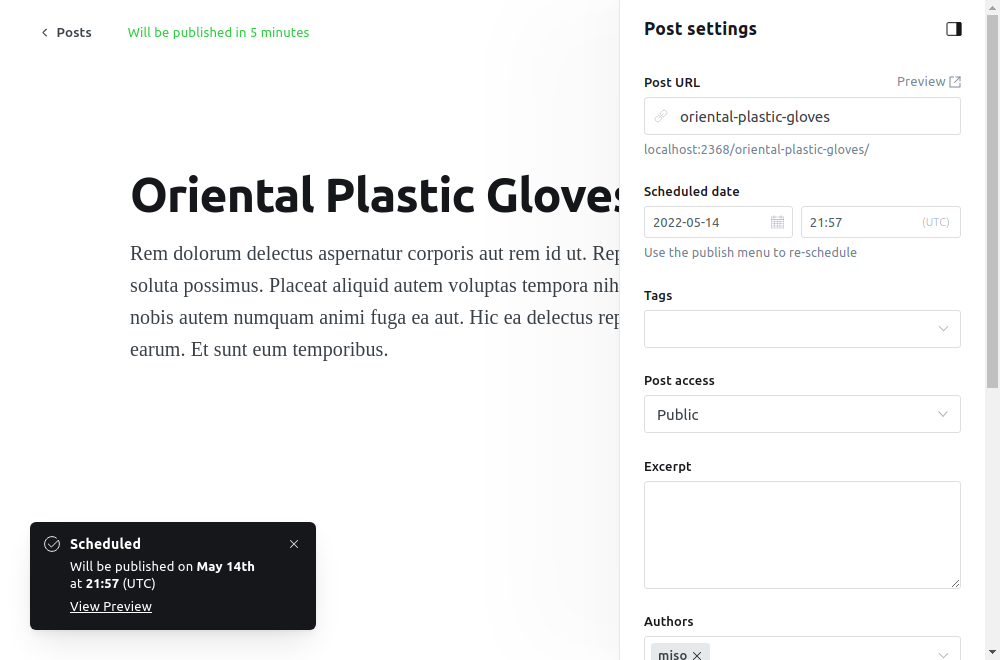 Posts
Will be published in 5 minutes
Oriental Plastic Gloves
Rem dolorum delectus aspernatur corporis aut rem id ut. Rep
soluta possimus. Placeat aliquid autem voluptas tempora nih
nobis autem numquam animi fuga ea aut. Hic ea delectus rep
earum. Et sunt eum temporibus.
Scheduled
Will be published on May 14th
at 21:57 (UTC)
View Preview
Post settings
Post URL
Preview
oriental-plastic-gloves
localhost:2368/oriental-plastic-gloves/
Scheduled date
2022-05-14
21:57 (UTC)
Use the publish menu to re-schedule
Tags
Post access
Public
Excerpt
Authors
miso